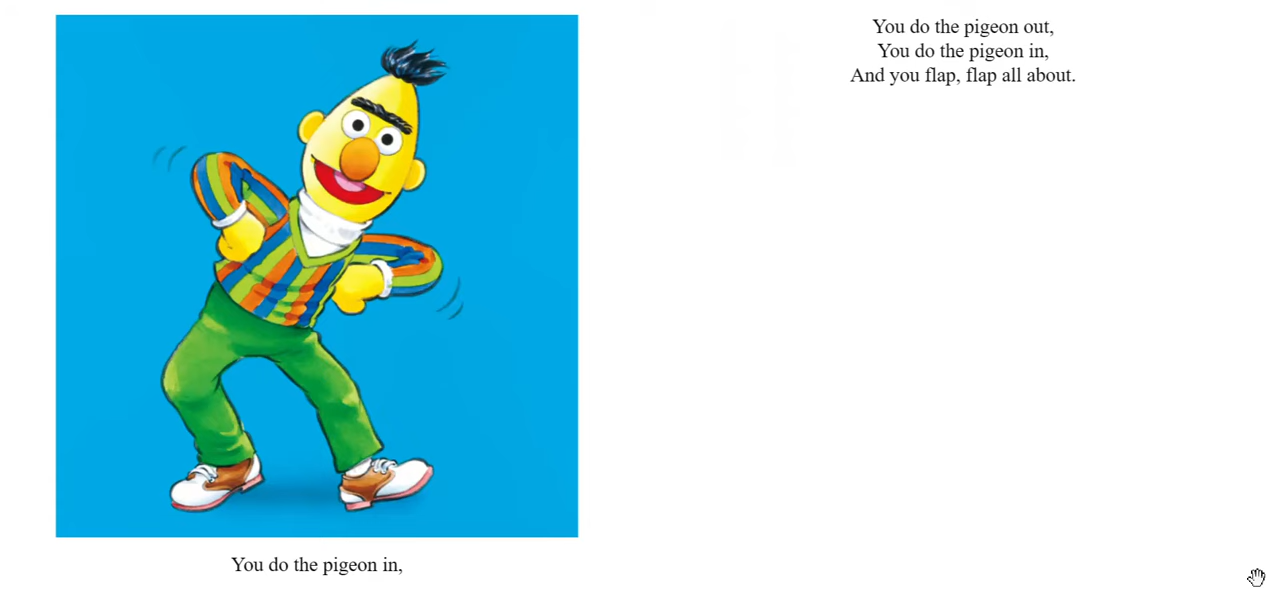 You do the pigeon in,
You do the pigeon out,
You do the pigeon in,
And you flap, flap all about.